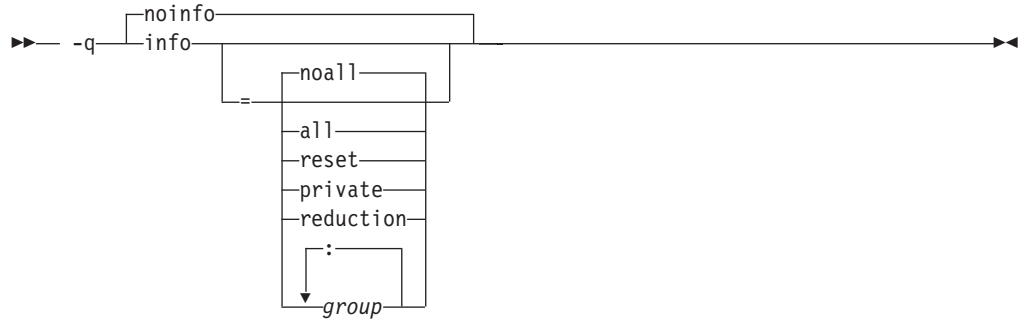 noinfo
-q info
noall
=
all
reset
private
reduction
:
group